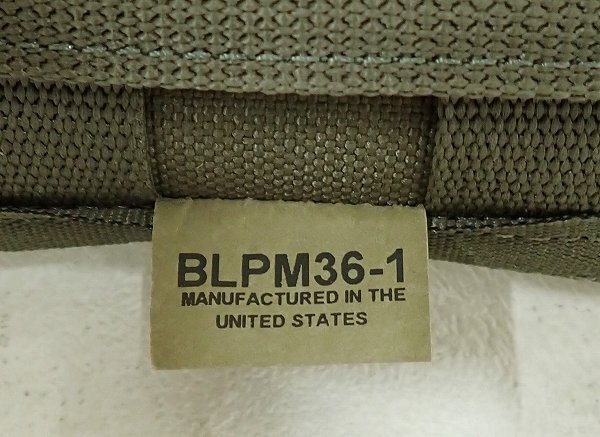 BLPM36-1
MANUFACTURED IN THE
UNITED STATES